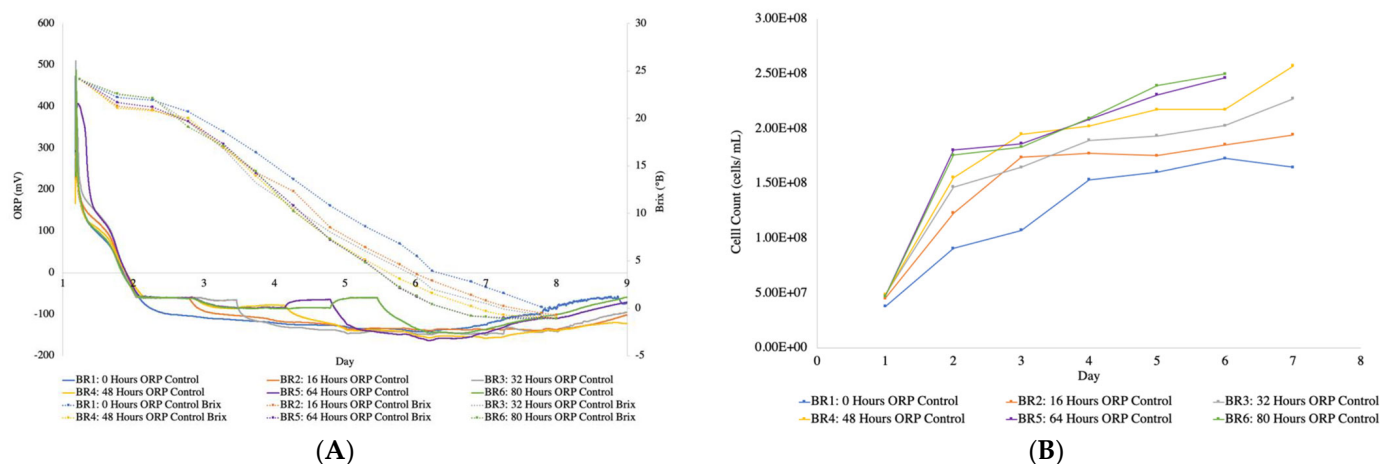 600
500
400
300
200
100
0
-100
-200
ORP (mV)
30
25
20
15
10
5
0
-5
Brix (°B)
1 2 3 4 5 6 7 8 9
Day
BR1: 0 Hours ORP Control BR2: 16 Hours ORP Control BR3: 32 Hours ORP Control
BR4: 48 Hours ORP Control BR5: 64 Hours ORP Control BR6: 80 Hours ORP Control
BR1: 0 Hours ORP Control Brix BR2: 16 Hours ORP Control Brix BR3: 32 Hours ORP Control Brix
BR4: 48 Hours ORP Control Brix BR5: 64 Hours ORP Control Brix BR6: 80 Hours ORP Control Brix
(A)
3.00E+08
2.50E+08
2.00E+08
1.50E+08
1.00E+08
5.00E+07
0.00E+00
Celll Count (cells/ mL)
0 1 2 3 4 5 6 7 8
Day
BR1: 0 Hours ORP Control BR2: 16 Hours ORP Control BR3: 32 Hours ORP Control
BR4: 48 Hours ORP Control BR5: 64 Hours ORP Control BR6: 80 Hours ORP Control
(B)